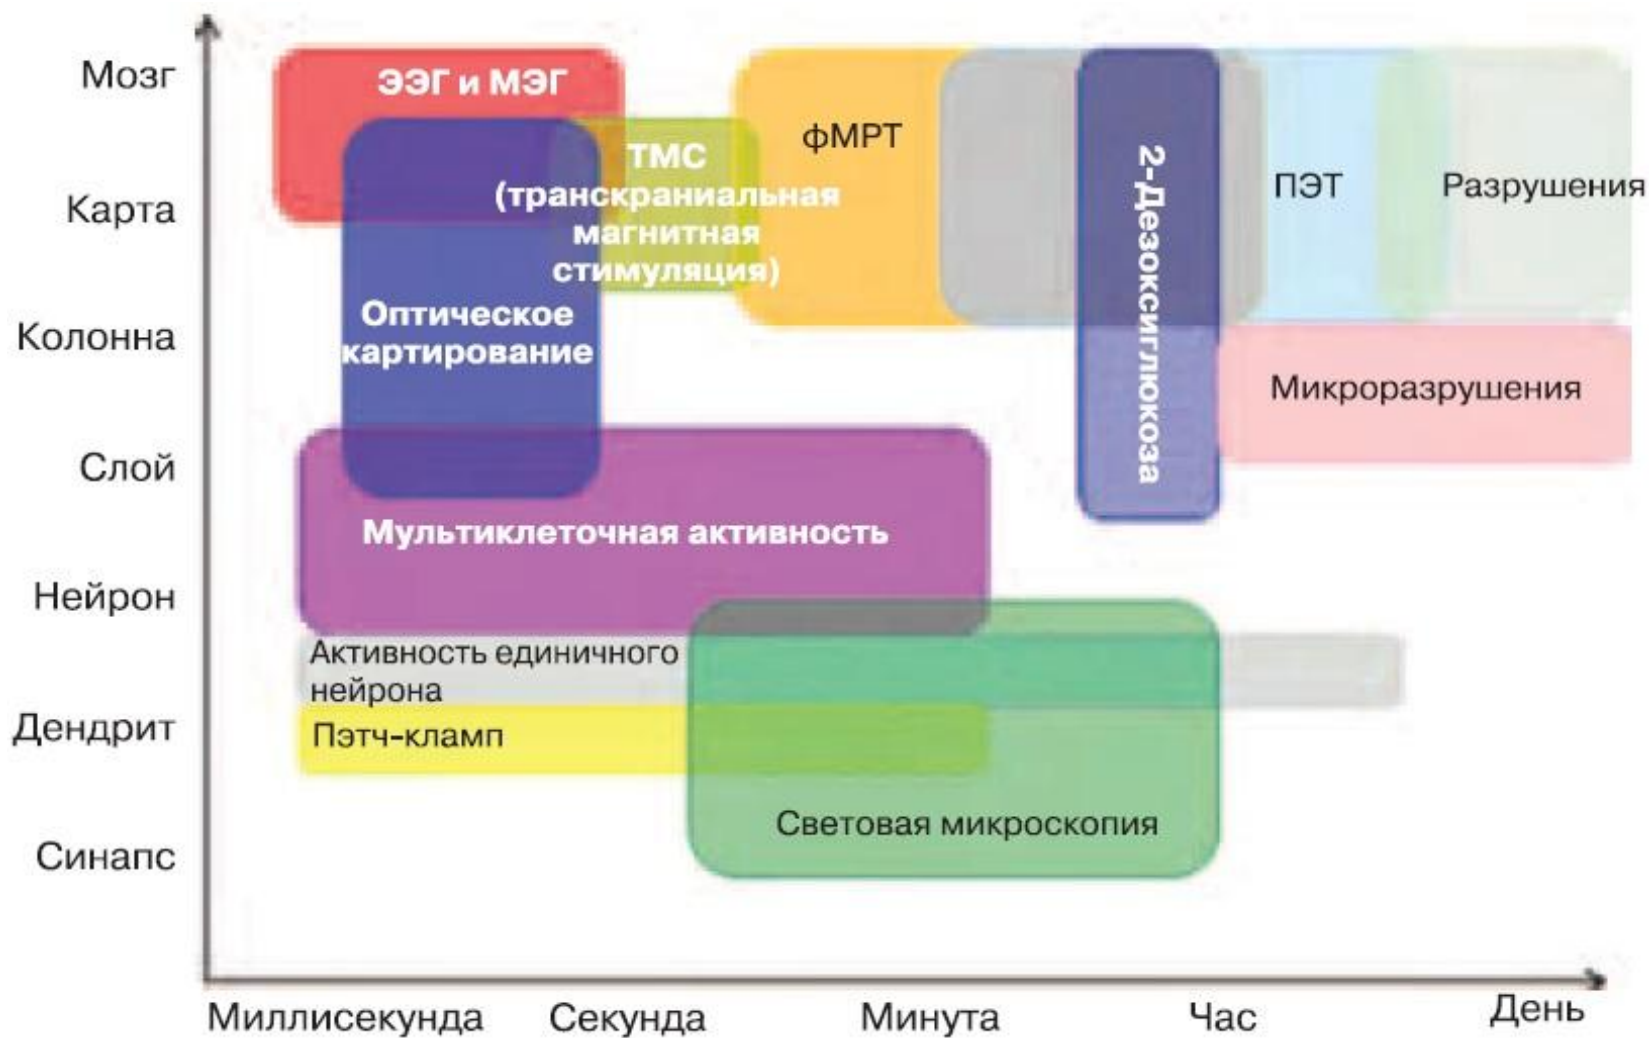 Мозг
Карта
Колонна
Слой
Нейрон
Дендрит
Синапс
ЭЭГ и МЭГ
ТМС
(транскраниальная
магнитная
стимуляция)
фМРТ
2-Дезоксиглюкоза
ПЭТ
Разрушения
Оптическое
картирование
Микроразрушения
Мультиклеточная активность
Активность единичного
нейрона
Пэтч-кламп
Световая микроскопия
Миллисекунда
Секунда
Минута
Час
День